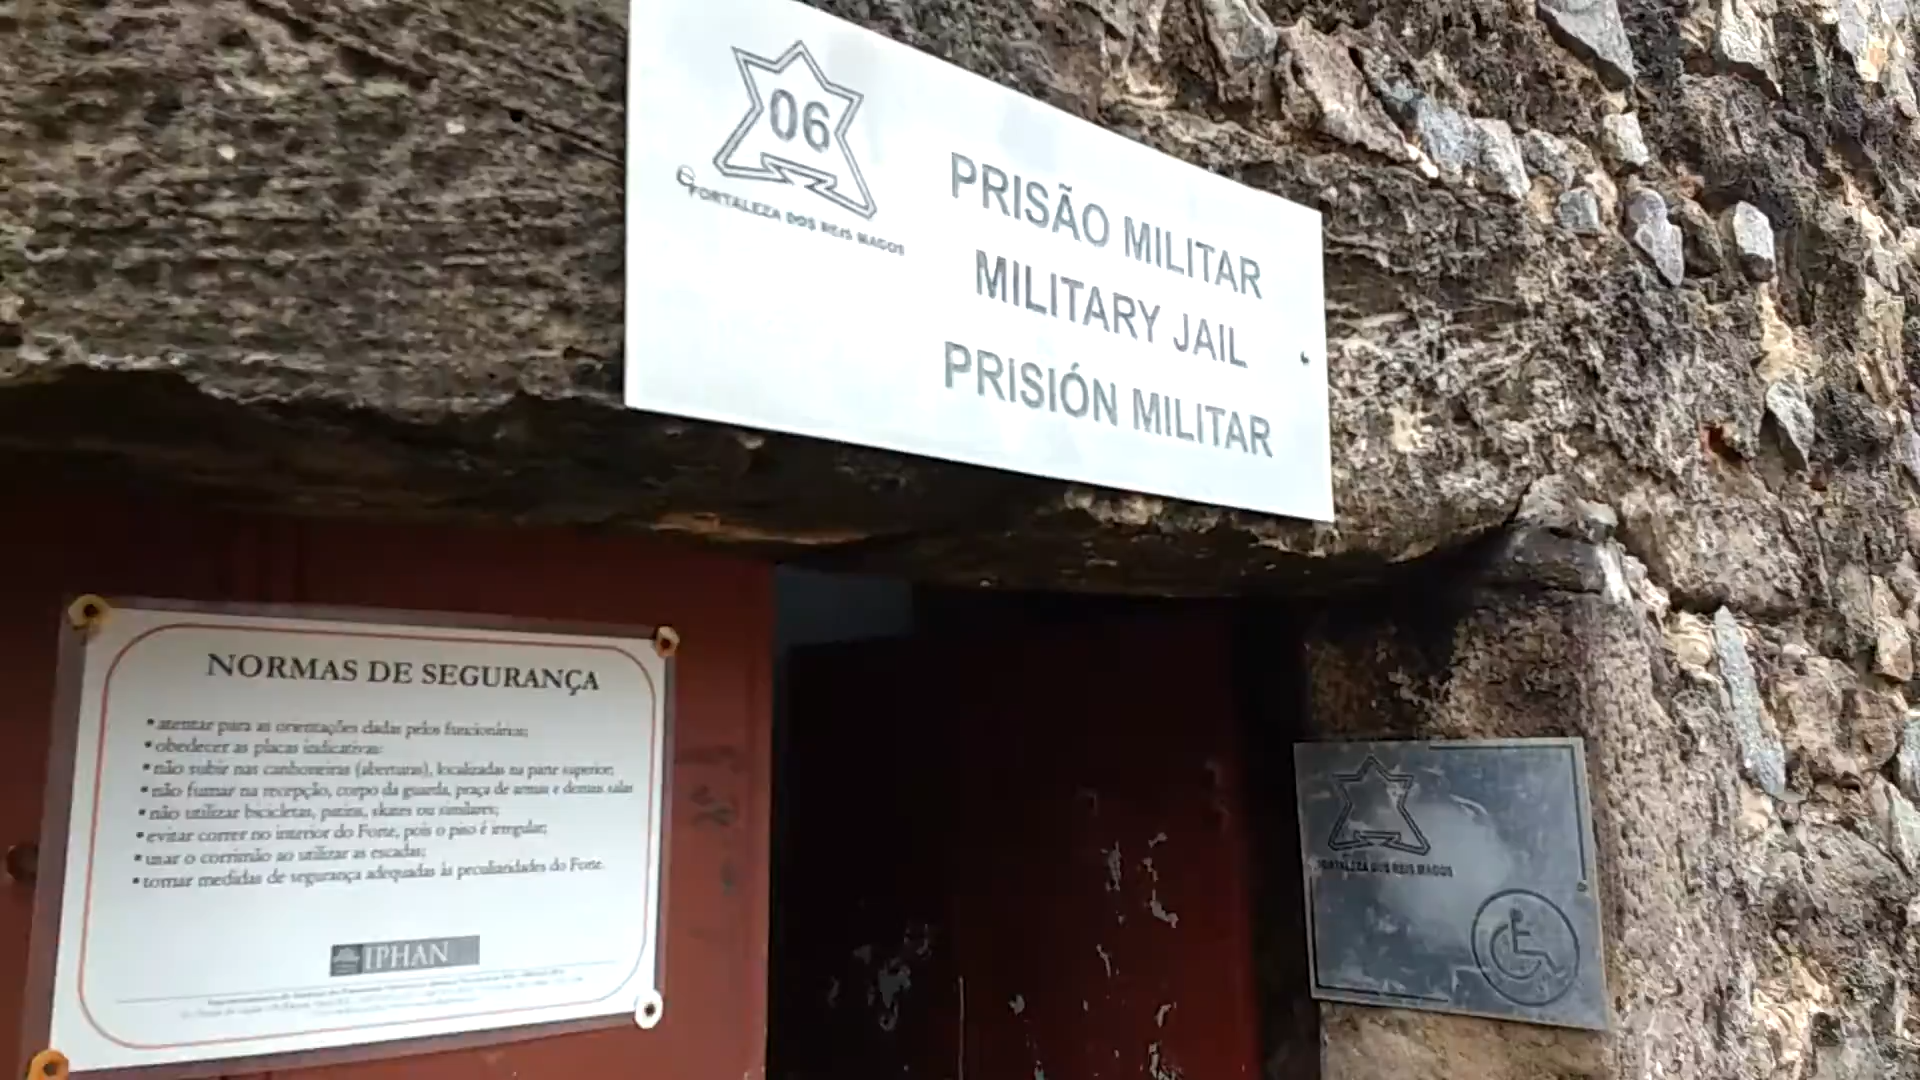 06
FORTALEZA DOS REIS MAGOS
PRISÃO MILITAR
MILITARY JAIL
PRISIÓN MILITAR
NORMAS DE SEGURANÇA
• atentar para as orientações dadas pelos funcionários;
• obedecer as placas indicativas:
• não subir nas canhoneiras (aberturas), localizadas na parte superior;
• não fumar na recepção, corpo da guarda, praça de armas e demais salas
• não utilizar bicicletas, patins, skates ou similares;
• evitar correr no interior do Forte, pois o piso é irregular;
• usar o corrimão ao utilizar as escadas;
• tomar medidas de segurança adequadas às peculiaridades do Forte.
IPHAN
FORTALEZA DOS REIS MAGOS